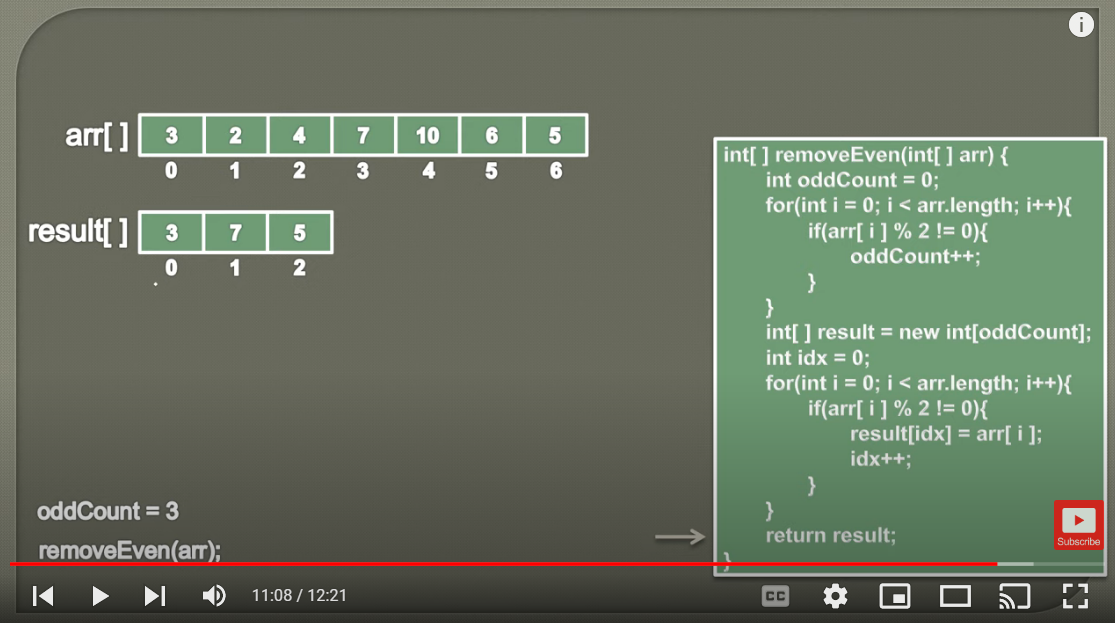 i
arr[ ] 3 2 4 7 10 6 5
0 1 2 3 4 5 6
result[ ] 3 7 5
0 1 2
int[ ] removeEven(int[ ] arr) {
int oddCount = 0;
for(int i = 0; i < arr.length; i++){
if(arr[ i ] % 2 != 0){
oddCount++;
}
}
int[ ] result = new int[oddCount];
int idx = 0;
for(int i = 0; i < arr.length; i++){
if(arr[ i ] % 2 != 0){
result[idx] = arr[ i ];
idx++;
}
}
return result;
}
oddCount = 3
removeEven(arr);
Subscribe
11:08 / 12:21
CC